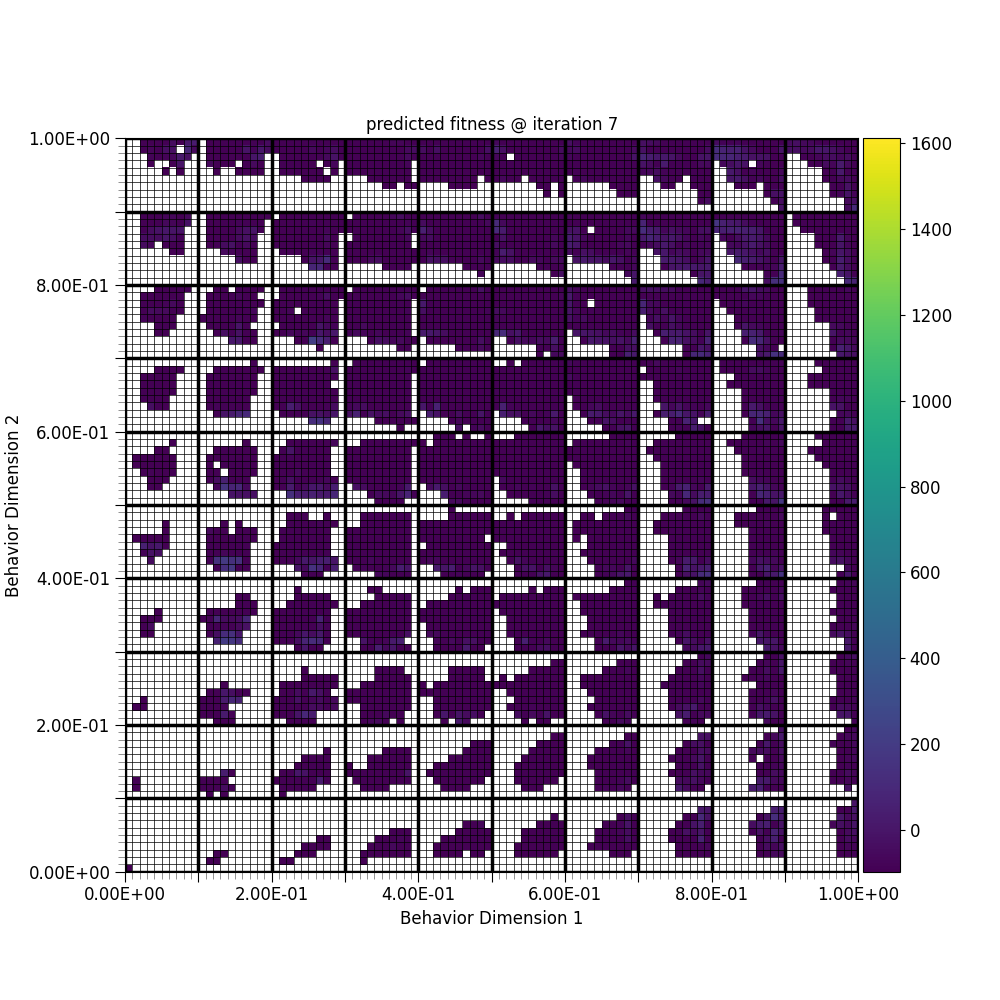 predicted fitness @ iteration 7
1.00E+00
8.00E-01
6.00E-01
4.00E-01
2.00E-01
0.00E+00
Behavior Dimension 2
0.00E+00 2.00E-01 4.00E-01 6.00E-01 8.00E-01 1.00E+00
Behavior Dimension 1
1600
1400
1200
1000
800
600
400
200
0